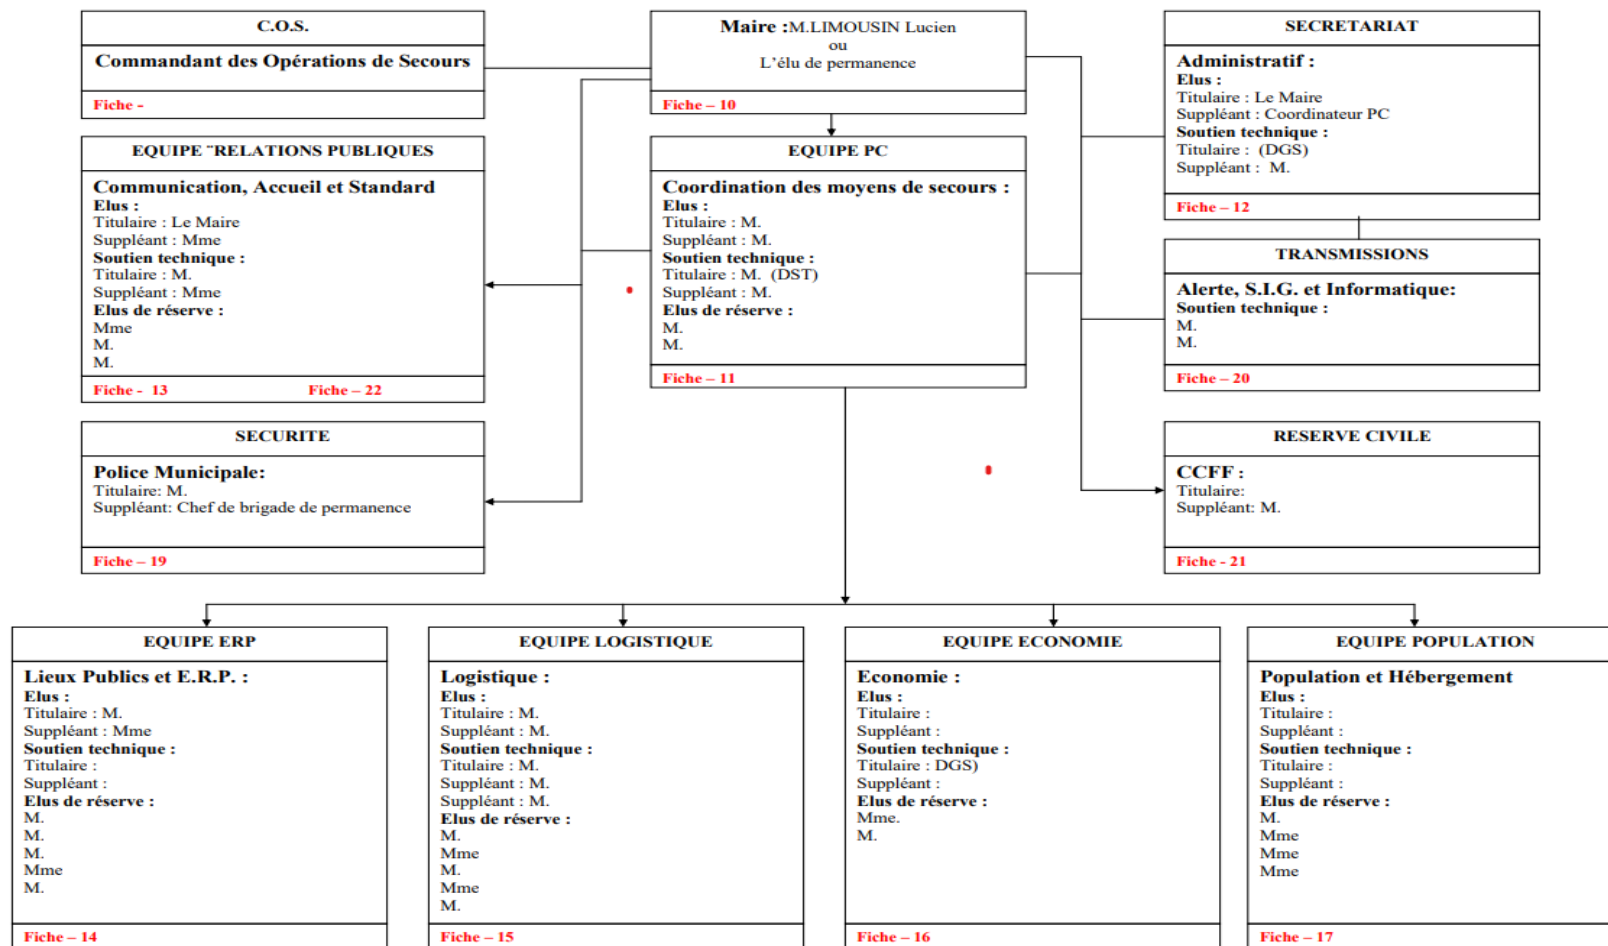 C.O.S.
Commandant des Opérations de Secours
Fiche -
Maire :M.LIMOUSIN Lucien
ou
L'élu de permanence
Fiche – 10
SECRETARIAT
Administratif :
Elus :
Titulaire : Le Maire
Suppléant : Coordinateur PC
Soutien technique :
Titulaire : (DGS)
Suppléant : M.
Fiche – 12
EQUIPE ¨RELATIONS PUBLIQUES
Communication, Accueil et Standard
Elus :
Titulaire : Le Maire
Suppléant : Mme
Soutien technique :
Titulaire : M.
Suppléant : Mme
Elus de réserve :
Mme
M.
M.
Fiche - 13 Fiche – 22
EQUIPE PC
Coordination des moyens de secours :
Elus :
Titulaire : M.
Suppléant : M.
Soutien technique :
Titulaire : M. (DST)
Suppléant : M.
Elus de réserve :
M.
M.
Fiche – 11
TRANSMISSIONS
Alerte, S.I.G. et Informatique:
Soutien technique :
M.
M.
Fiche – 20
SECURITE
Police Municipale:
Titulaire: M.
Suppléant: Chef de brigade de permanence
Fiche – 19
RESERVE CIVILE
CCFF :
Titulaire:
Suppléant: M.
Fiche - 21
EQUIPE ERP
Lieux Publics et E.R.P. :
Elus :
Titulaire : M.
Suppléant : Mme
Soutien technique :
Titulaire :
Suppléant :
Elus de réserve :
M.
M.
M.
Mme
M.
Fiche – 14
EQUIPE LOGISTIQUE
Logistique :
Elus :
Titulaire : M.
Suppléant : M.
Soutien technique :
Titulaire : M.
Suppléant : M.
Suppléant : M.
Elus de réserve :
M.
Mme
M.
Mme
M.
Fiche – 15
EQUIPE ECONOMIE
Economie :
Elus :
Titulaire :
Suppléant :
Soutien technique :
Titulaire : DGS)
Suppléant :
Elus de réserve :
Mme.
M.
Fiche – 16
EQUIPE POPULATION
Population et Hébergement
Elus :
Titulaire :
Suppléant :
Soutien technique :
Titulaire :
Suppléant :
Elus de réserve :
M.
Mme
Mme
Mme
Fiche – 17